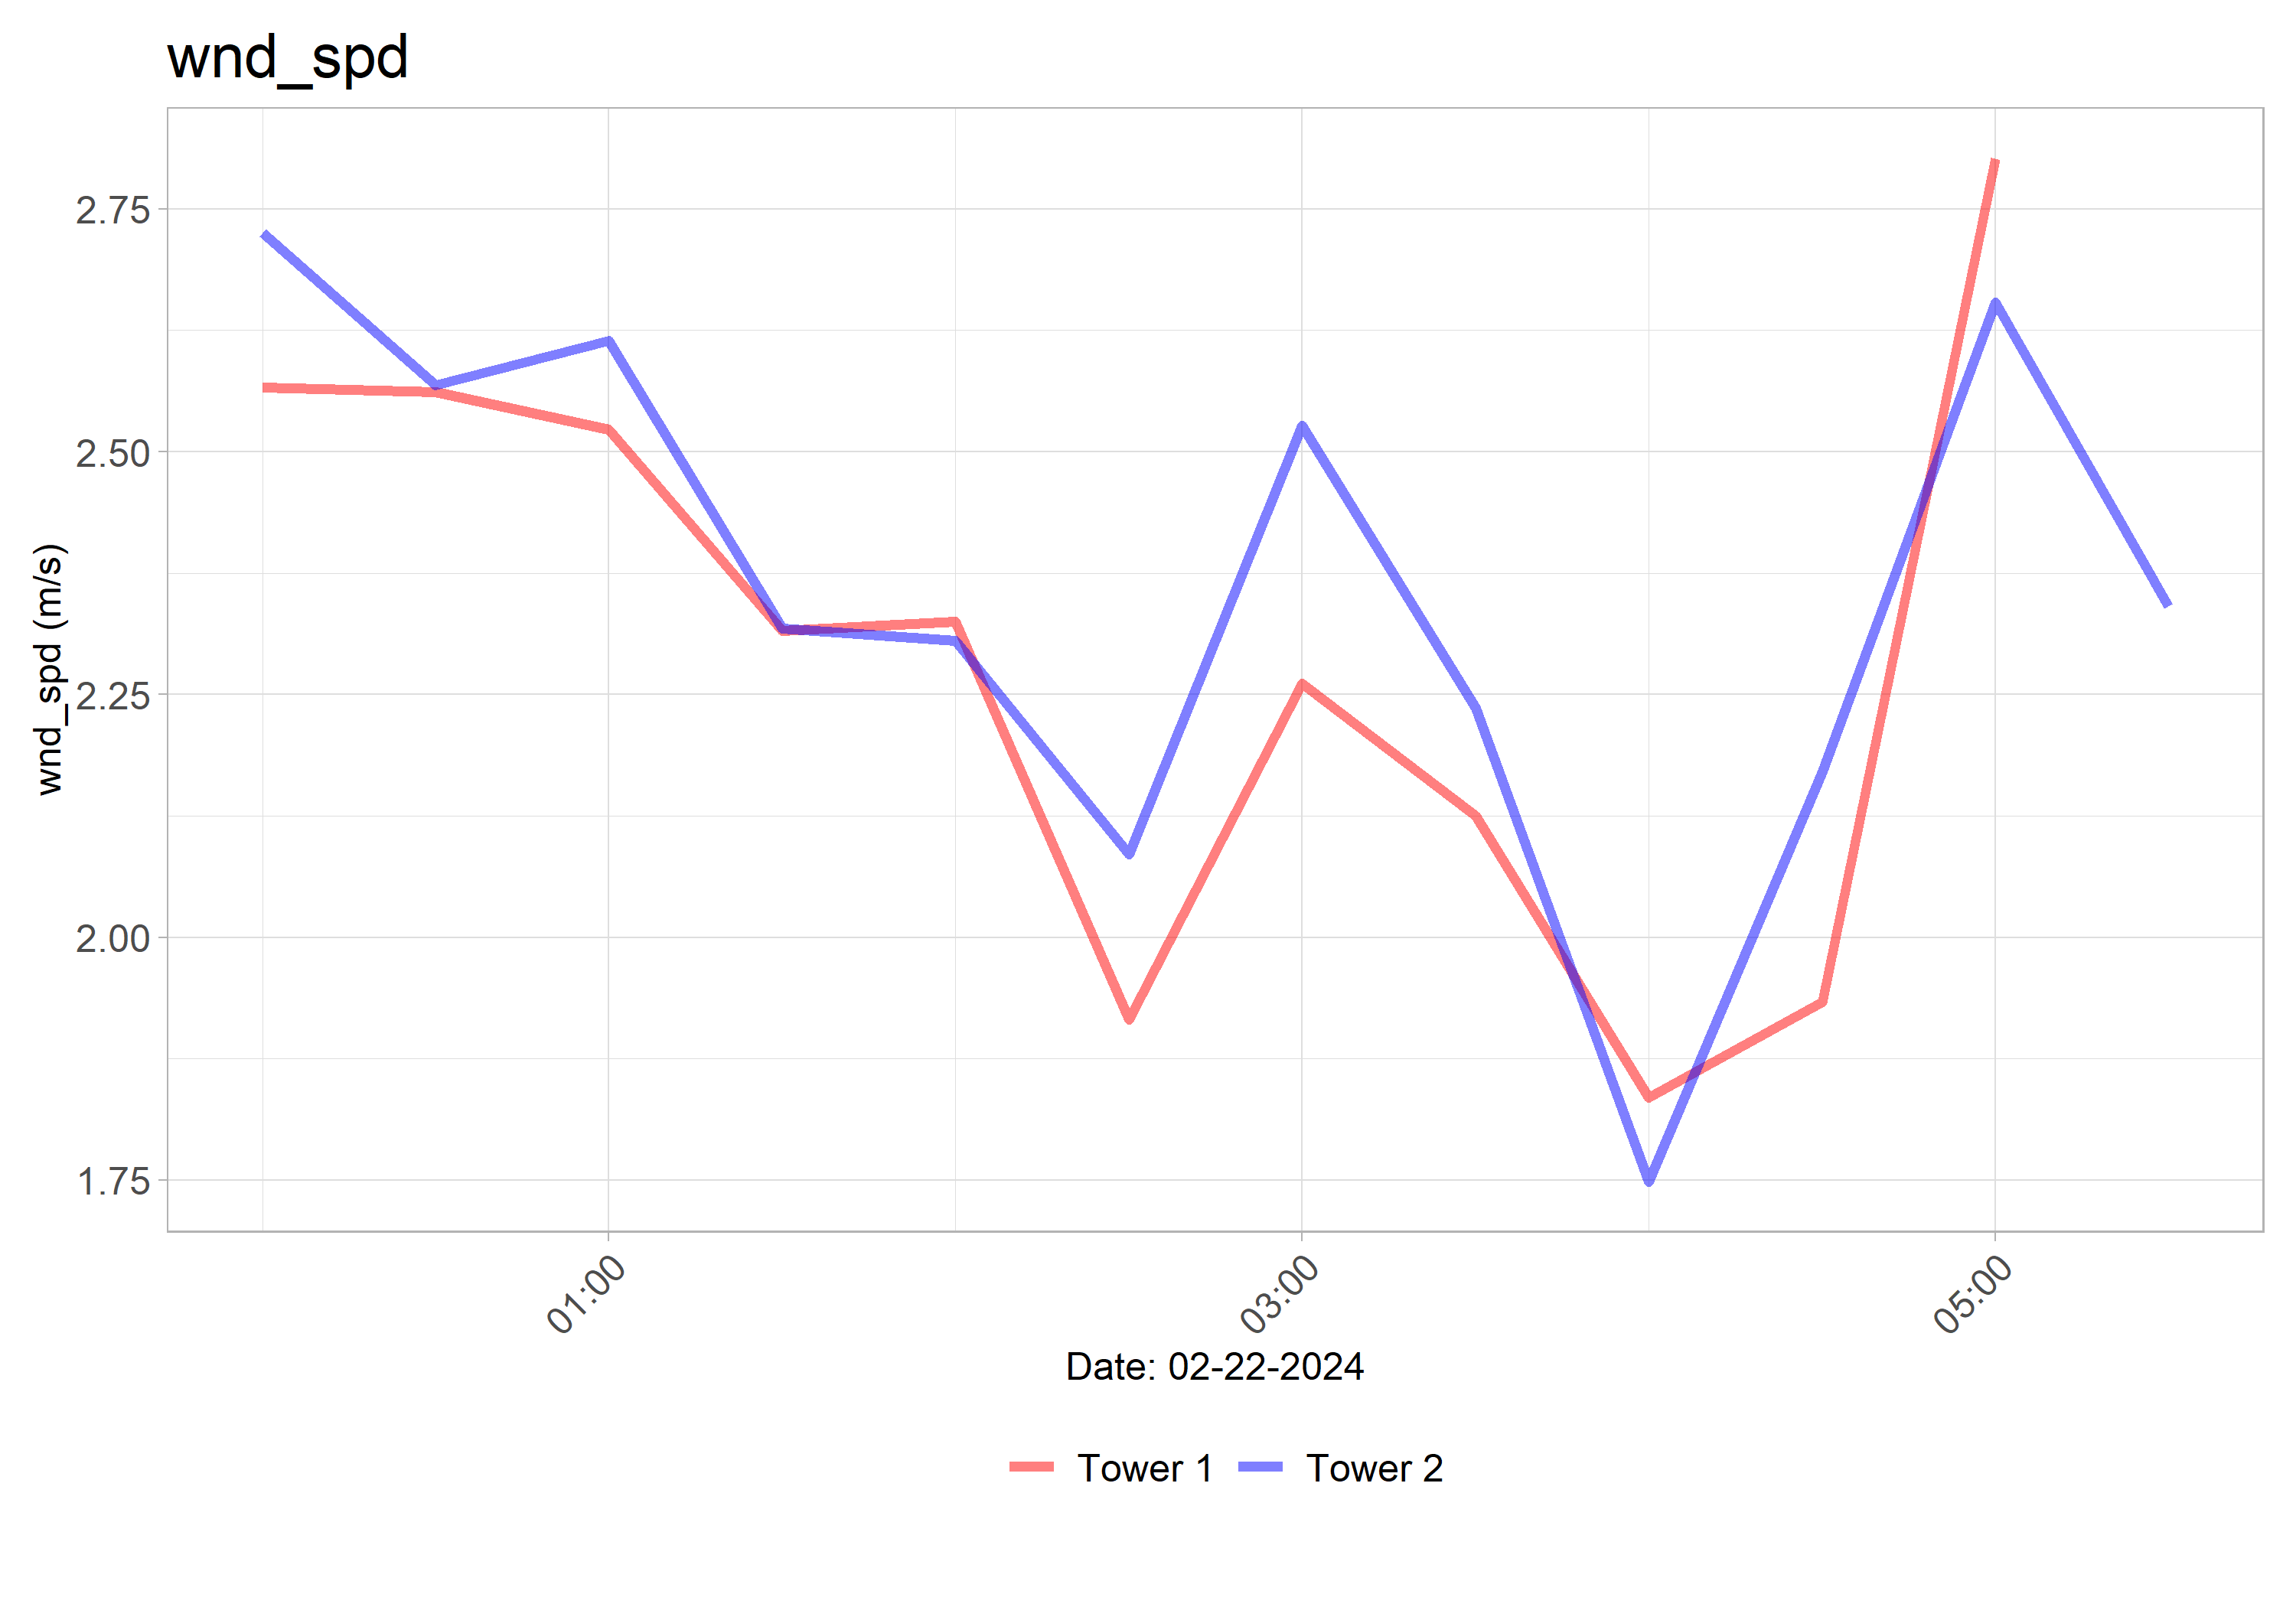 wnd_spd
2.75
2.50
2.25
2.00
1.75
wnd_spd (m/s)
01:00
03:00
05:00
Date: 02-22-2024
Tower 1
Tower 2